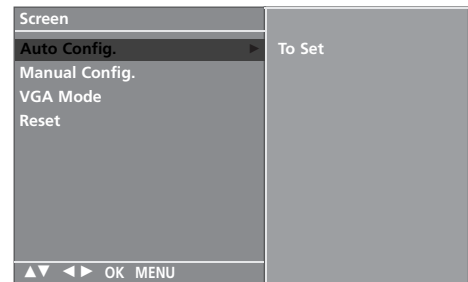 Screen
Auto Config. ►
To Set
Manual Config.
VGA Mode
Reset
▲▼ ◄► OK MENU